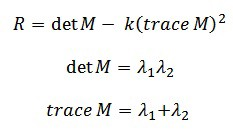 R = det M − k(trace M)²
det M = λ₁λ₂
trace M = λ₁+λ₂